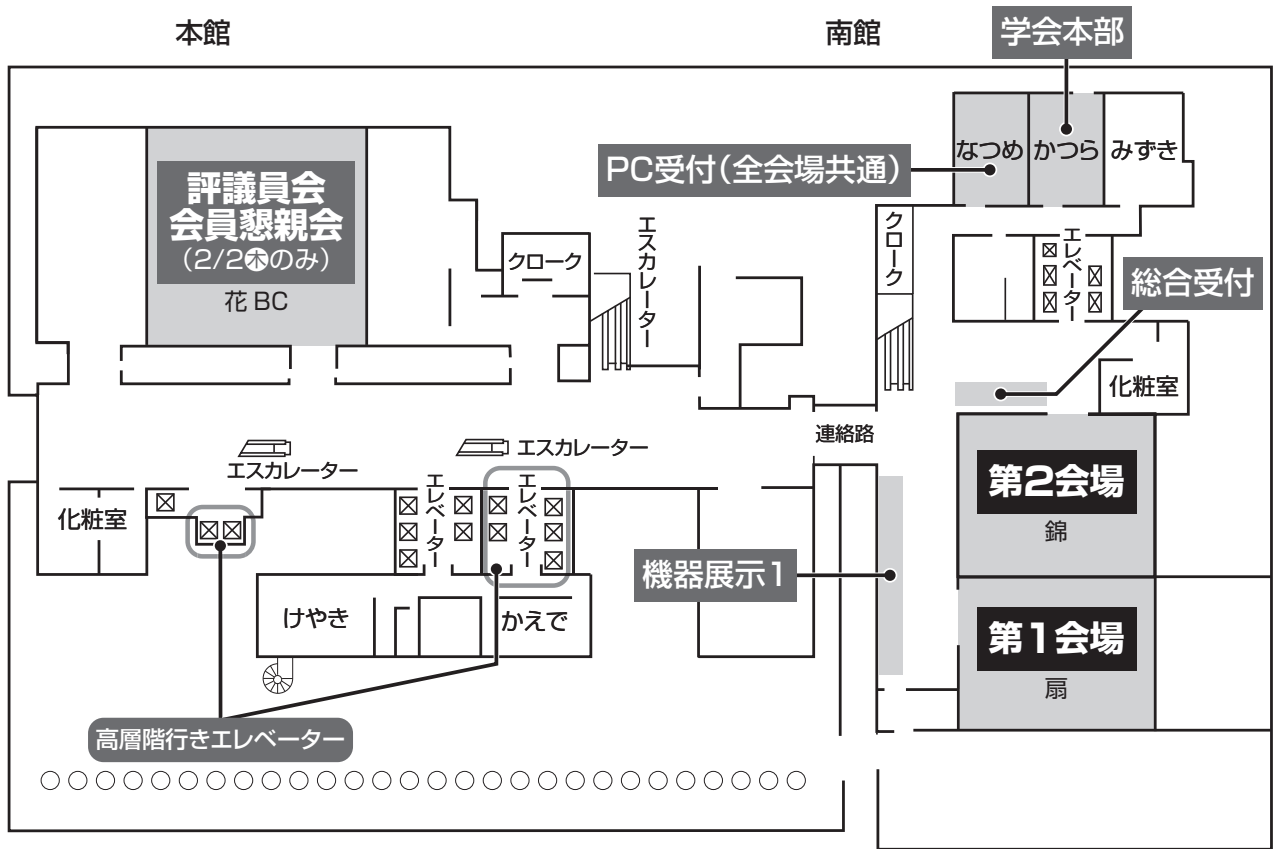 本館
南館
学会本部
評議員会
会員懇親会
(2/2㊍のみ)
花 BC
PC受付(全会場共通)
なつめ
かつら
みずき
クローク
エスカレーター
クローク
エレベーター
総合受付
化粧室
連絡路
エスカレーター
エスカレーター
化粧室
エレベーター
エレベーター
第2会場
錦
機器展示1
けやき
かえで
第1会場
扇
高層階行きエレベーター